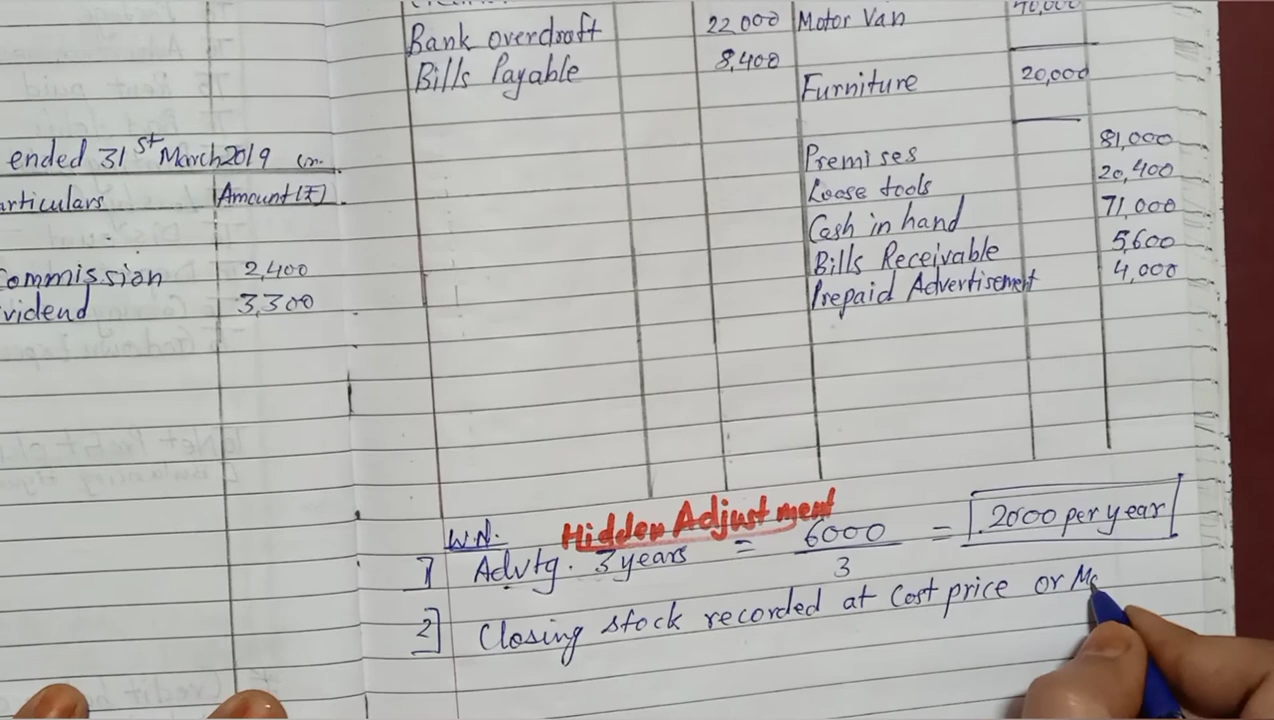 ended 31st March 2019
Amount (₹)
2,400
3,300
Bank overdraft 22000 Motor Van 40,000
Bills Payable 8,400
Furniture 20,000
Premises 81,000
Loose tools 20,400
Cash in hand 71,000
Bills Receivable 5,600
Prepaid Advertisement 4,000
Hidden Adjustment
W.N.
1] Advtg. 3 years = 6000 / 3 = 2000 per year
2] Closing stock recorded at Cost price or